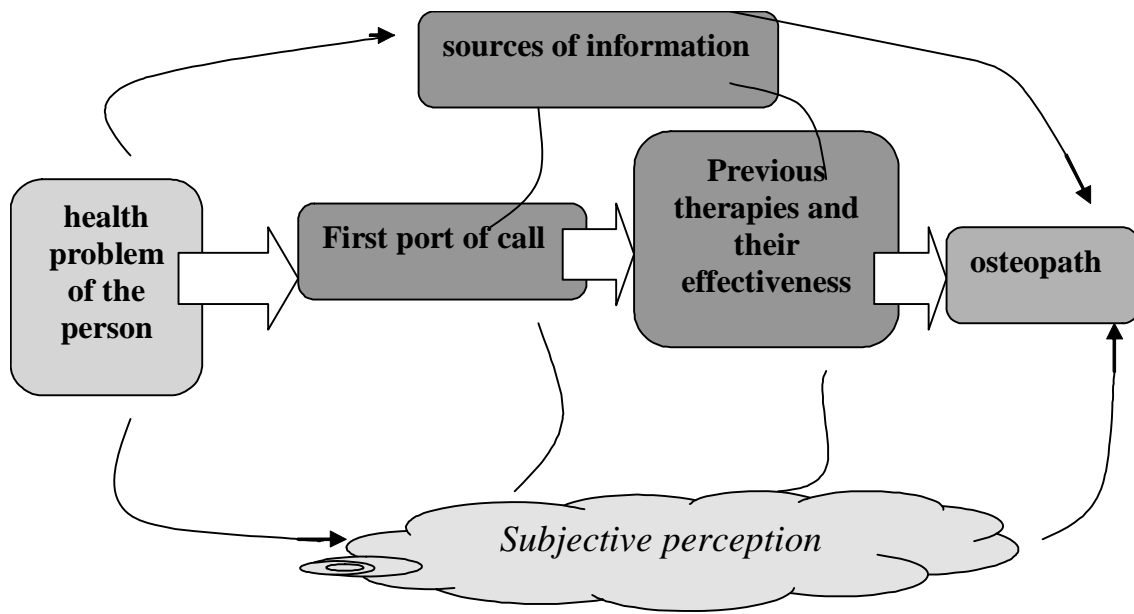 sources of information
health
problem
of the
person
First port of call
Previous
therapies and
their
effectiveness
osteopath
Subjective perception